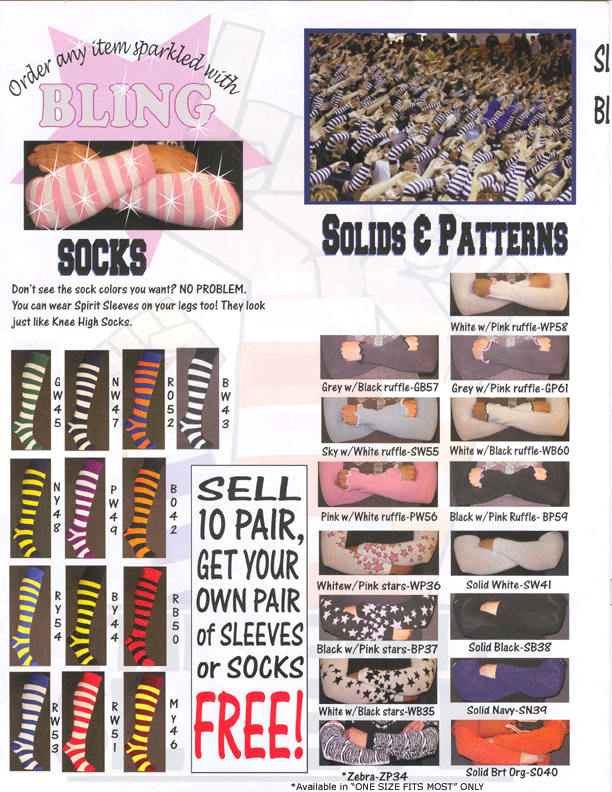 Order any item sparkled with
BLING
SOCKS
Don't see the sock colors you want? NO PROBLEM.
You can wear Spirit Sleeves on your legs too! They look
just like Knee High Socks.
GW45
NW47
RO52
BW43
NY48
PW49
BO42
RY54
BY44
RB50
RW53
RW51
MY46
SELL
10 PAIR,
GET YOUR
OWN PAIR
of SLEEVES
or SOCKS
FREE!
SOLIDS & PATTERNS
White w/Pink ruffle-WP58
Grey w/Black ruffle-GB57
Grey w/Pink ruffle-GP61
Sky w/White ruffle-SW55
White w/Black ruffle-WB60
Pink w/White ruffle-PW56
Black w/Pink Ruffle- BP59
Whitew/Pink stars-WP36
Solid White-SW41
Black w/Pink stars-BP37
Solid Black-SB38
White w/Black stars-WB35
Solid Navy-SN39
*Zebra-ZP34
Solid Brt Org-SO40
*Available in "ONE SIZE FITS MOST" ONLY